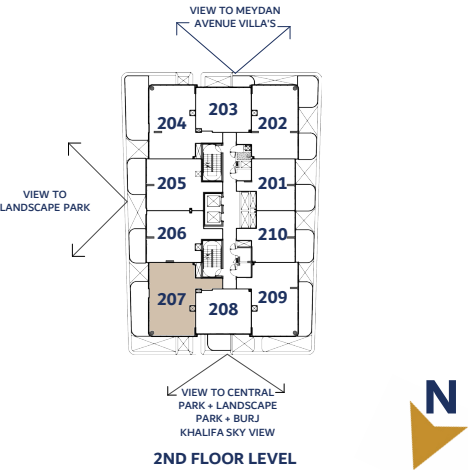 VIEW TO MEYDAN
AVENUE VILLA'S
203
204
202
205
201
VIEW TO
LANDSCAPE PARK
206
210
207
209
208
VIEW TO CENTRAL
PARK + LANDSCAPE
PARK + BURJ
KHALIFA SKY VIEW
N
2ND FLOOR LEVEL